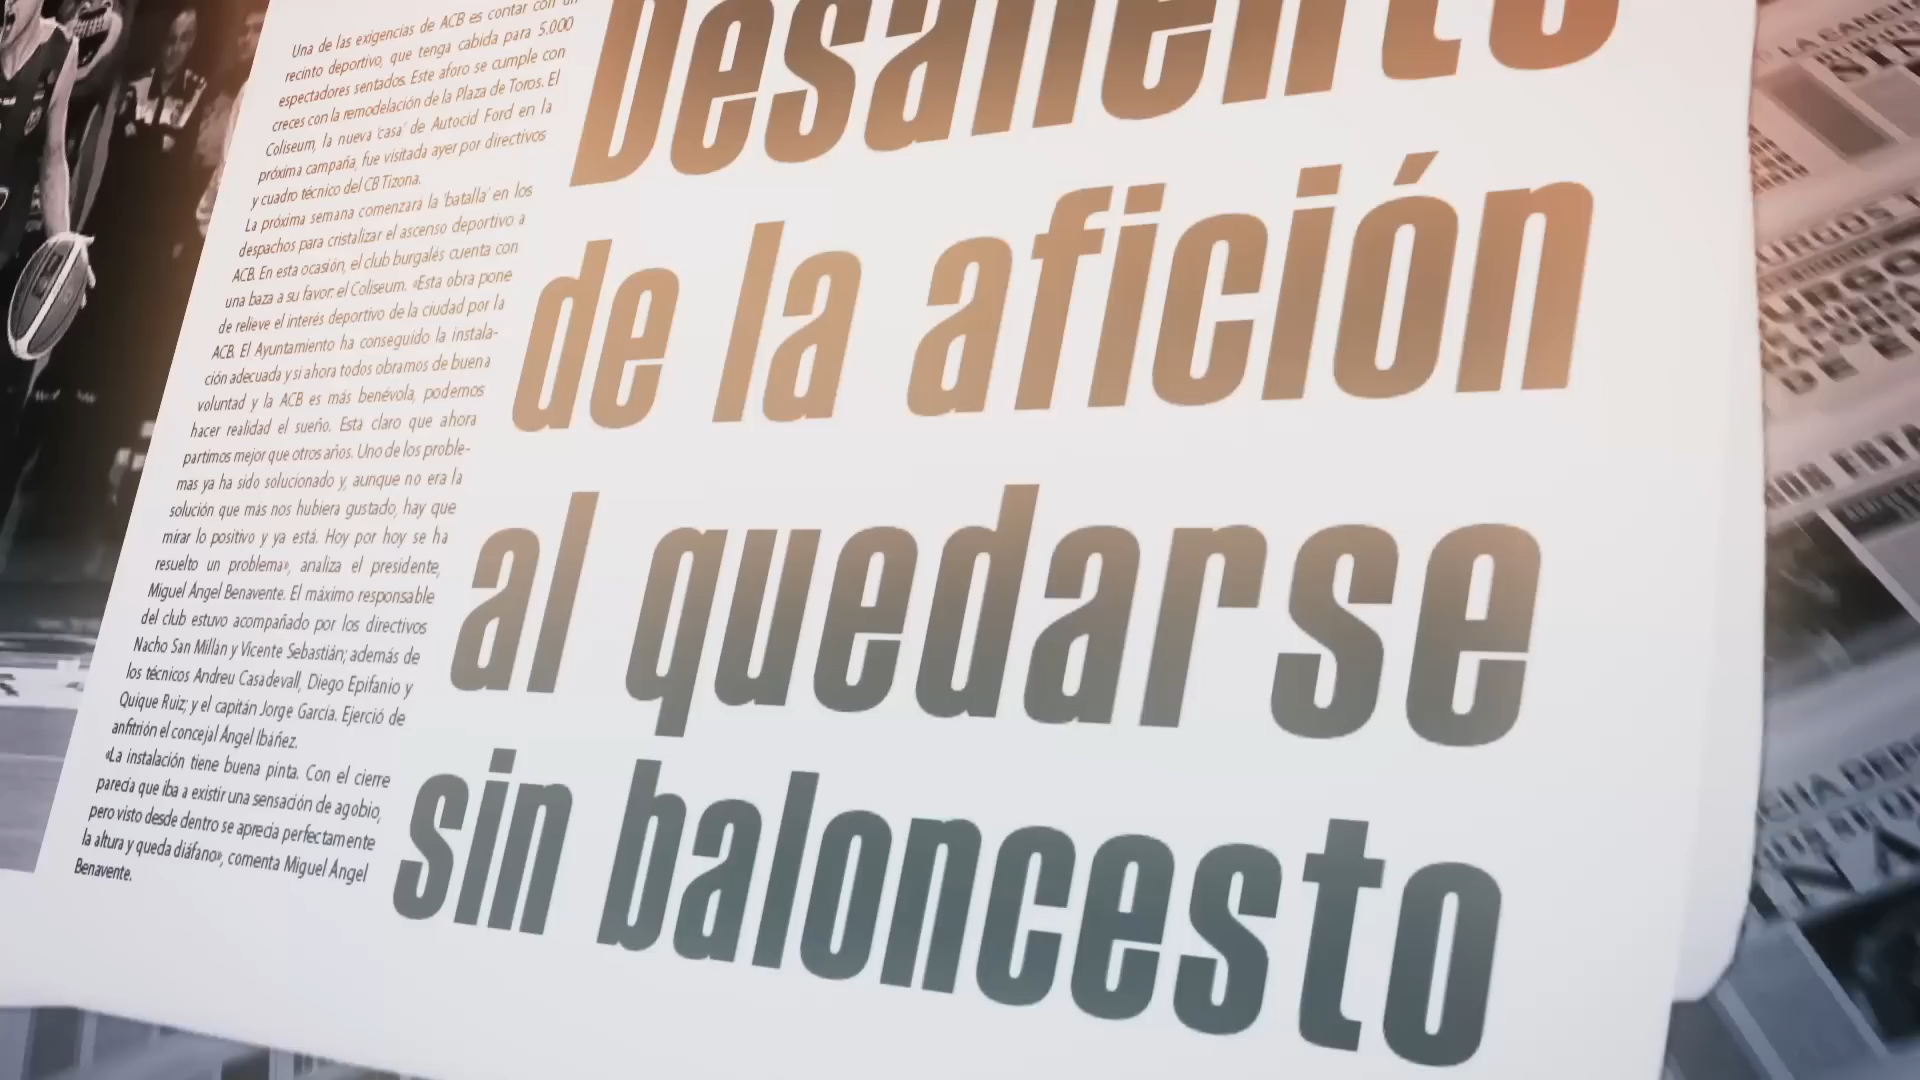 Una de las exigencias de ACB es contar con un
recinto deportivo, que tenga cabida para 5.000
espectadores sentados. Este aforo se cumple con
creces con la remodelación de la Plaza de Toros. El
Coliseum, la nueva 'casa' de Autocid Ford en la
próxima campaña, fue visitada ayer por directivos
y cuadro técnico del CB Tizona.
La próxima semana comenzará la 'batalla' en los
despachos para cristalizar el ascenso deportivo a
ACB. En esta ocasión, el club burgalés cuenta con
una baza a su favor: el Coliseum. «Esta obra pone
de relieve el interés deportivo de la ciudad por la
ACB. El Ayuntamiento ha conseguido la instala-
ción adecuada y si ahora todos obramos de buena
voluntad y la ACB es más benévola, podemos
hacer realidad el sueño. Está claro que ahora
partimos mejor que otros años. Uno de los proble-
mas ya ha sido solucionado y, aunque no era la
solución que más nos hubiera gustado, hay que
mirar lo positivo y ya está. Hoy por hoy se ha
resuelto un problema», analiza el presidente,
Miguel Ángel Benavente. El máximo responsable
del club estuvo acompañado por los directivos
Nacho San Millán y Vicente Sebastián; además de
los técnicos Andreu Casadevall, Diego Epifanio y
Quique Ruiz; y el capitán Jorge García. Ejerció de
anfitrión el concejal Ángel Ibáñez.
«La instalación tiene buena pinta. Con el cierre
parecía que iba a existir una sensación de agobio,
pero visto desde dentro se aprecia perfectamente
la altura y queda diáfano», comenta Miguel Ángel
Benavente.
Desaliento
de la afición
al quedarse
sin baloncesto